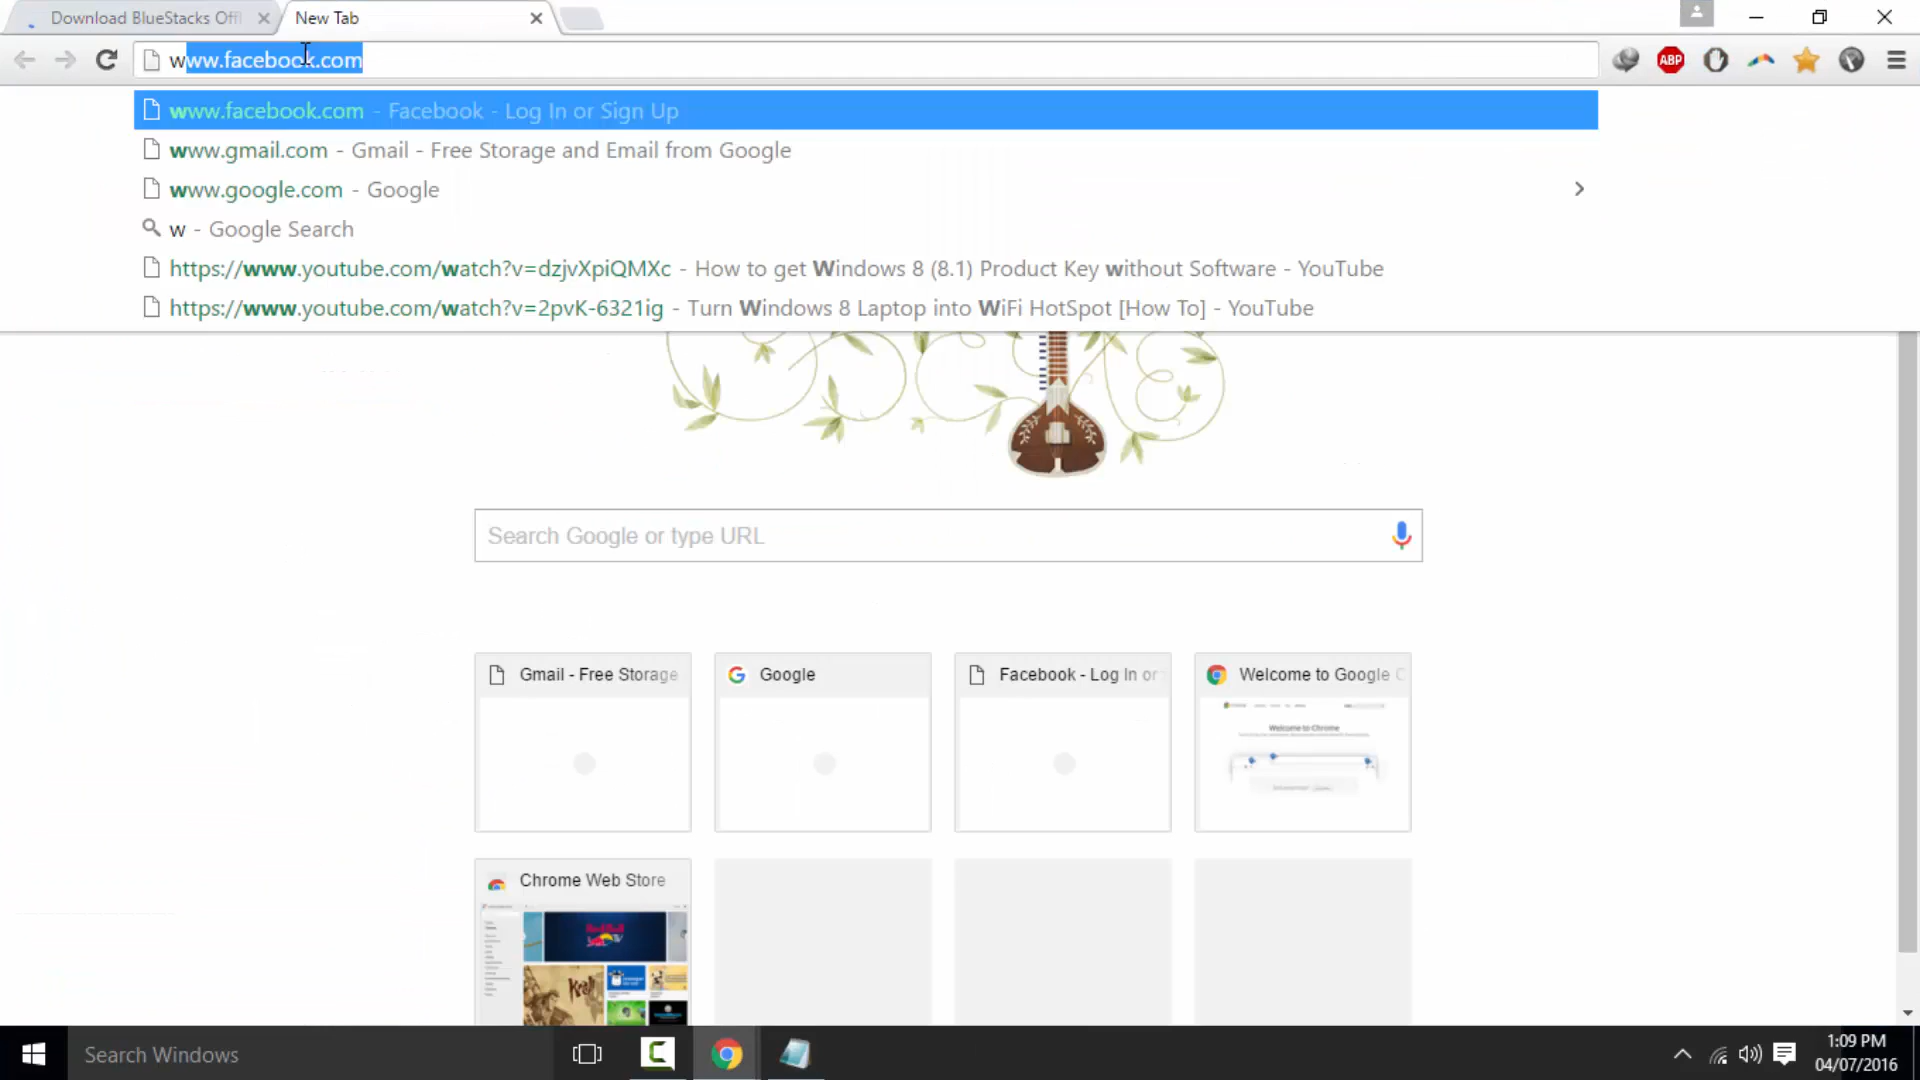 Download BlueStacks Offl
New Tab
www.facebook.com
www.facebook.com - Facebook - Log In or Sign Up
www.gmail.com - Gmail - Free Storage and Email from Google
www.google.com - Google
w - Google Search
https://www.youtube.com/watch?v=dzjvXpiQMXc - How to get Windows 8 (8.1) Product Key without Software - YouTube
https://www.youtube.com/watch?v=2pvK-6321ig - Turn Windows 8 Laptop into WiFi HotSpot [How To] - YouTube
ABP
Search Google or type URL
Gmail - Free Storage
Google
Facebook - Log In or
Welcome to Google C
Welcome to Chrome
Chrome Web Store
Search Windows
1:09 PM
04/07/2016